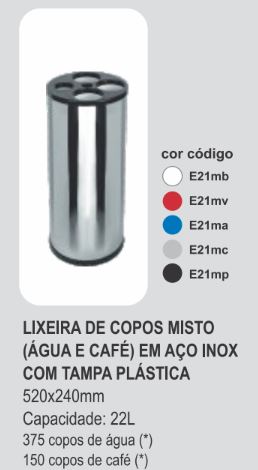 cor código
E21mb
E21mv
E21ma
E21mc
E21mp
LIXEIRA DE COPOS MISTO
(ÁGUA E CAFÉ) EM AÇO INOX
COM TAMPA PLÁSTICA
520x240mm
Capacidade: 22L
375 copos de água (*)
150 copos de café (*)